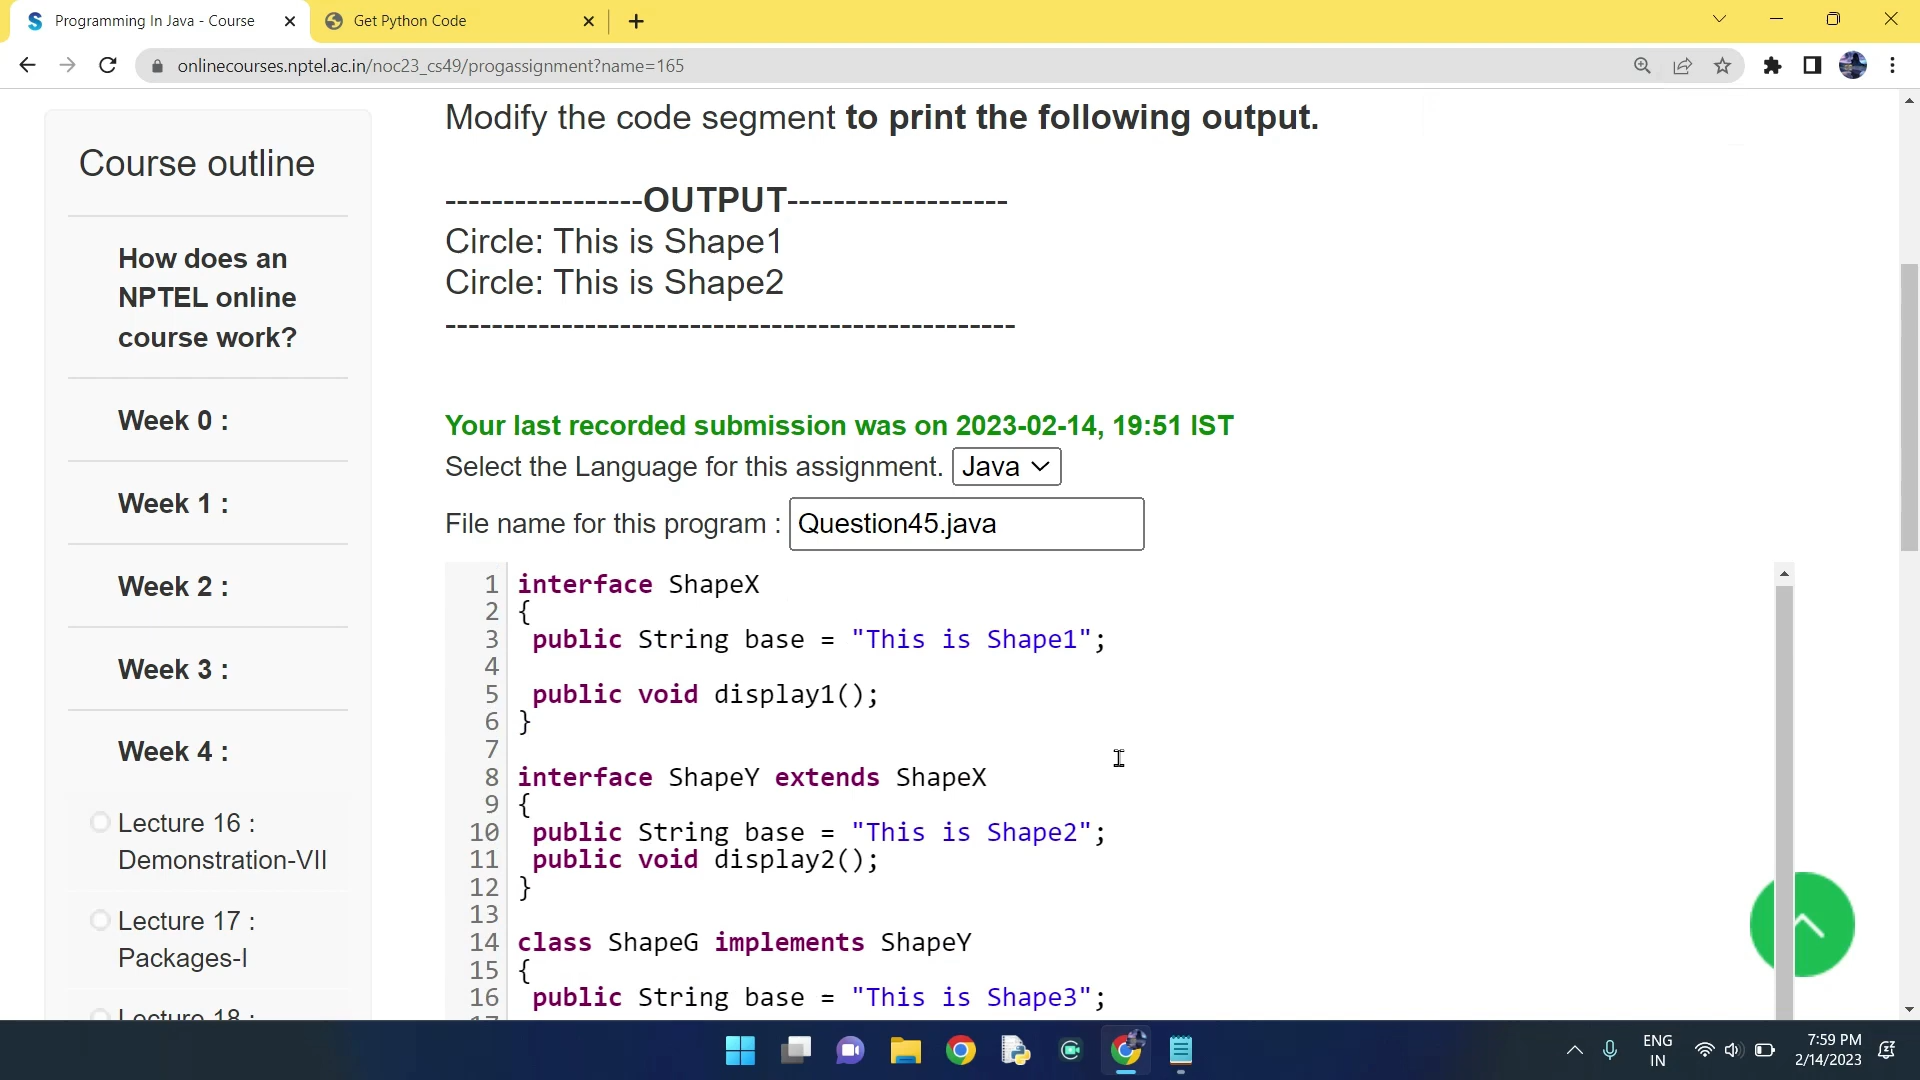 Programming In Java - Course
Get Python Code
onlinecourses.nptel.ac.in/noc23_cs49/progassignment?name=165
Course outline
How does an
NPTEL online
course work?
Week 0 :
Week 1 :
Week 2 :
Week 3 :
Week 4 :
Lecture 16 :
Demonstration-VII
Lecture 17 :
Packages-I
Lecture 18 :
Modify the code segment to print the following output.
-----------------OUTPUT-------------------
Circle: This is Shape1
Circle: This is Shape2
-------------------------------------------------
Your last recorded submission was on 2023-02-14, 19:51 IST
Select the Language for this assignment. Java
File name for this program : Question45.java
1 interface ShapeX
2 {
3 public String base = "This is Shape1";
4
5 public void display1();
6 }
7
8 interface ShapeY extends ShapeX
9 {
10 public String base = "This is Shape2";
11 public void display2();
12 }
13
14 class ShapeG implements ShapeY
15 {
16 public String base = "This is Shape3";
17
ENG
IN
7:59 PM
2/14/2023